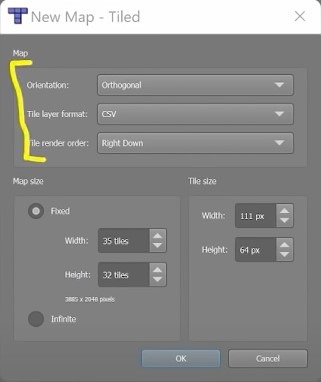 New Map - Tiled
Map
Orientation: Orthogonal
Tile layer format: CSV
Tile render order: Right Down
Map size
Tile size
Fixed
Width: 35 tiles
Height: 32 tiles
3885 x 2048 pixels
Infinite
Width: 111 px
Height: 64 px
OK
Cancel